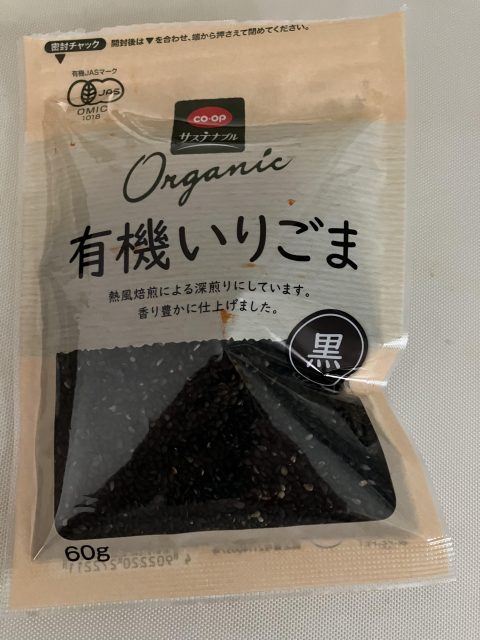 密封チャック 開封後は▼を合わせ、端から押さえて閉めてください。
有機JASマーク
JAS
OMIC
1018
CO・OP
サステナブル
Organic
有機いりごま
熱風焙煎による深煎りにしています。
香り豊かに仕上げました。
黒
60g